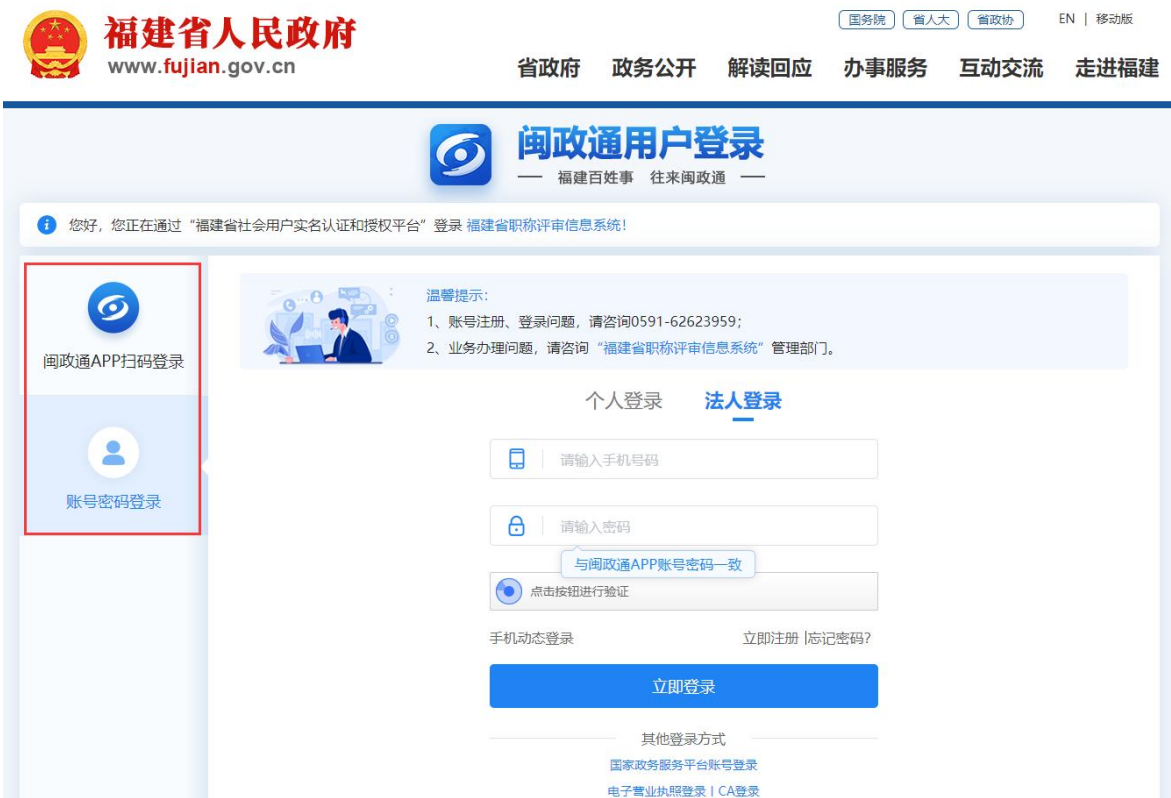 福建省人民政府
www.fujian.gov.cn
国务院 省人大 省政协 EN | 移动版
省政府 政务公开 解读回应 办事服务 互动交流 走进福建
闽政通用户登录
福建百姓事 往来闽政通
您好，您正在通过“福建省社会用户实名认证和授权平台”登录 福建省职称评审信息系统！
闽政通APP扫码登录
账号密码登录
温馨提示：
1、账号注册、登录问题，请咨询0591-62623959；
2、业务办理问题，请咨询“福建省职称评审信息系统”管理部门。
个人登录 法人登录
请输入手机号码
请输入密码
与闽政通APP账号密码一致
点击按钮进行验证
手机动态登录 立即注册 |忘记密码?
立即登录
其他登录方式
国家政务服务平台账号登录
电子营业执照登录 | CA登录